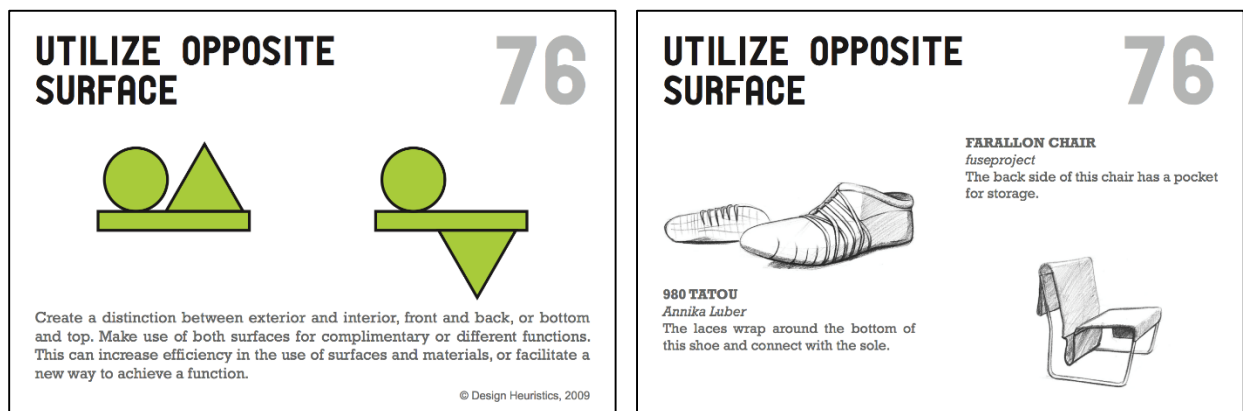 UTILIZE OPPOSITE
SURFACE
76
Create a distinction between exterior and interior, front and back, or bottom
and top. Make use of both surfaces for complimentary or different functions.
This can increase efficiency in the use of surfaces and materials, or facilitate a
new way to achieve a function.
© Design Heuristics, 2009
UTILIZE OPPOSITE
SURFACE
76
FARALLON CHAIR
fuseproject
The back side of this chair has a pocket
for storage.
980 TATOU
Annika Luber
The laces wrap around the bottom of
this shoe and connect with the sole.